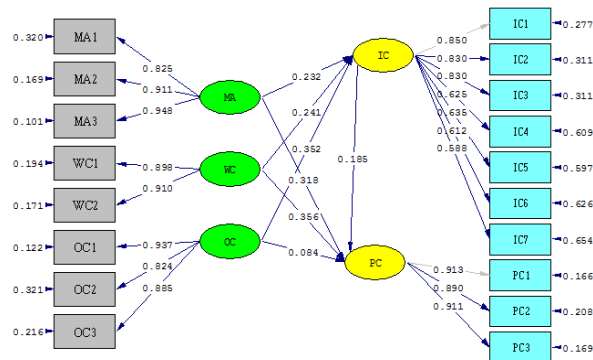 0.320 MA1
0.169 MA2
0.101 MA3
0.194 WC1
0.171 WC2
0.122 OC1
0.321 OC2
0.216 OC3
0.825
0.911
0.948
0.898
0.910
0.937
0.824
0.885
MA
WC
OC
0.232
0.241
0.352
0.185
0.318
0.356
0.084
IC
PC
0.850
0.830
0.830
0.625
0.635
0.612
0.588
0.913
0.890
0.911
IC1 0.277
IC2 0.311
IC3 0.311
IC4 0.609
IC5 0.597
IC6 0.626
IC7 0.654
PC1 0.166
PC2 0.208
PC3 0.169